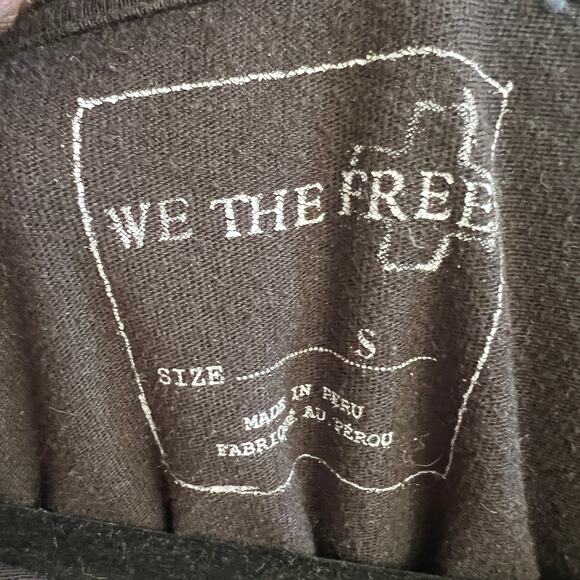 WE THE FREE
SIZE S
MADE IN PERU
FABRIQUÉ AU PÉROU